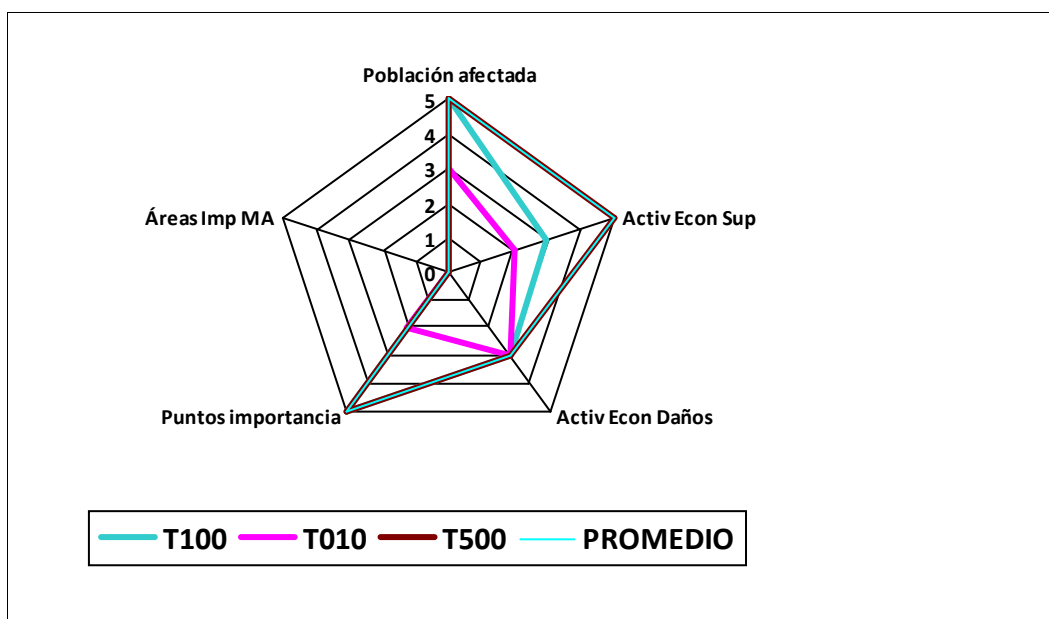 Población afectada
5
4
3
2
1
0
Áreas Imp MA
Activ Econ Sup
Puntos importancia
Activ Econ Daños
T100 T010 T500 PROMEDIO